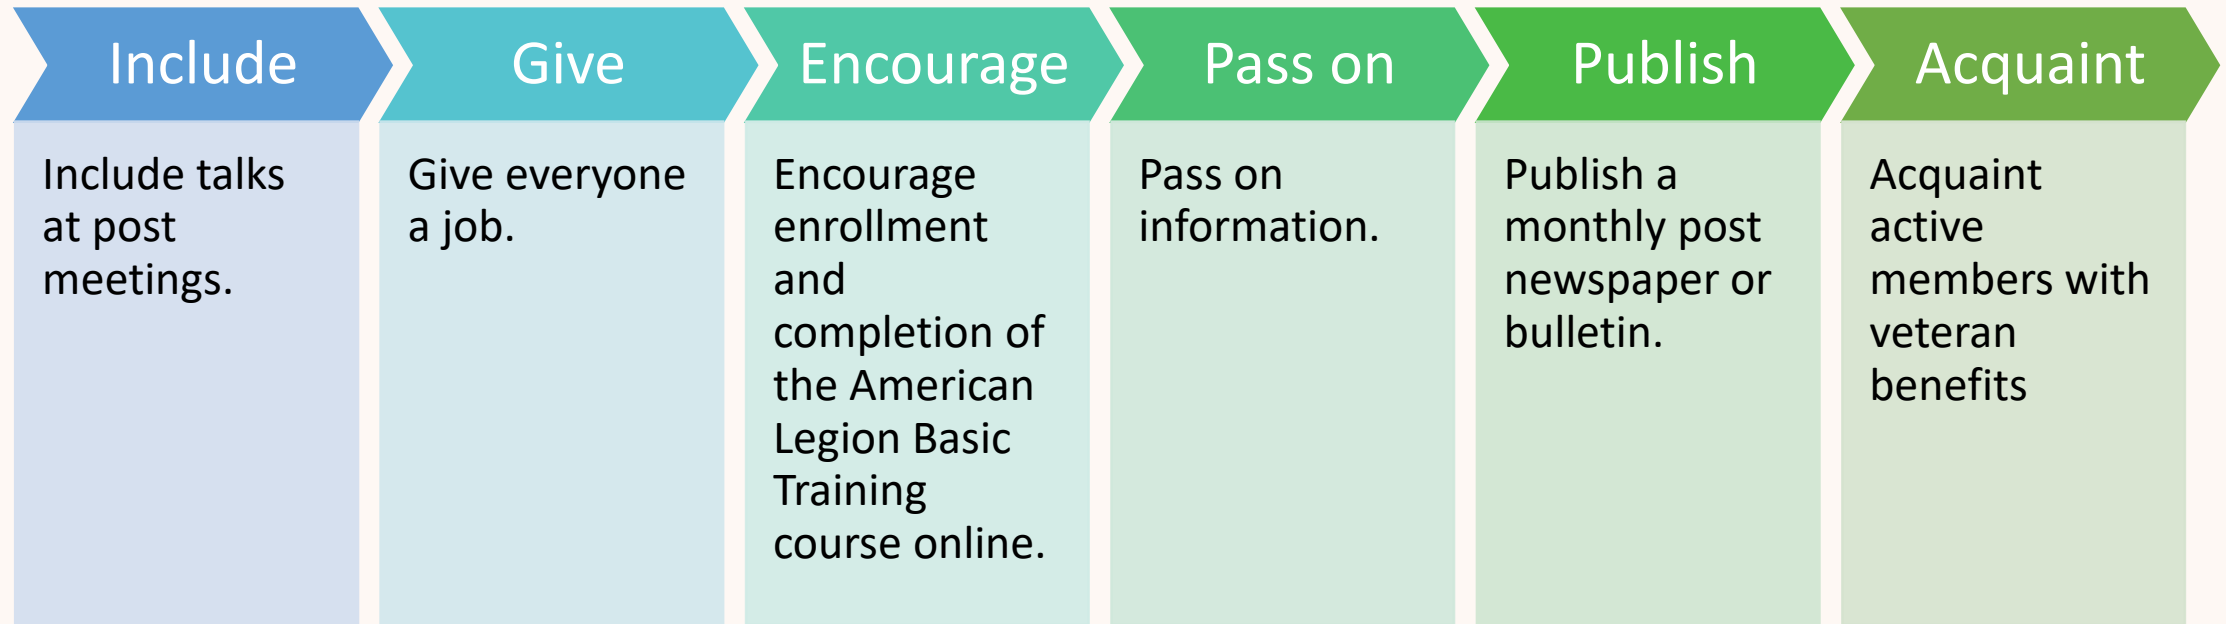 Include
Give
Encourage
Pass on
Publish
Acquaint
Include talks
at post
meetings.
Give everyone
a job.
Encourage
enrollment
and
completion of
the American
Legion Basic
Training
course online.
Pass on
information.
Publish a
monthly post
newspaper or
bulletin.
Acquaint
active
members with
veteran
benefits